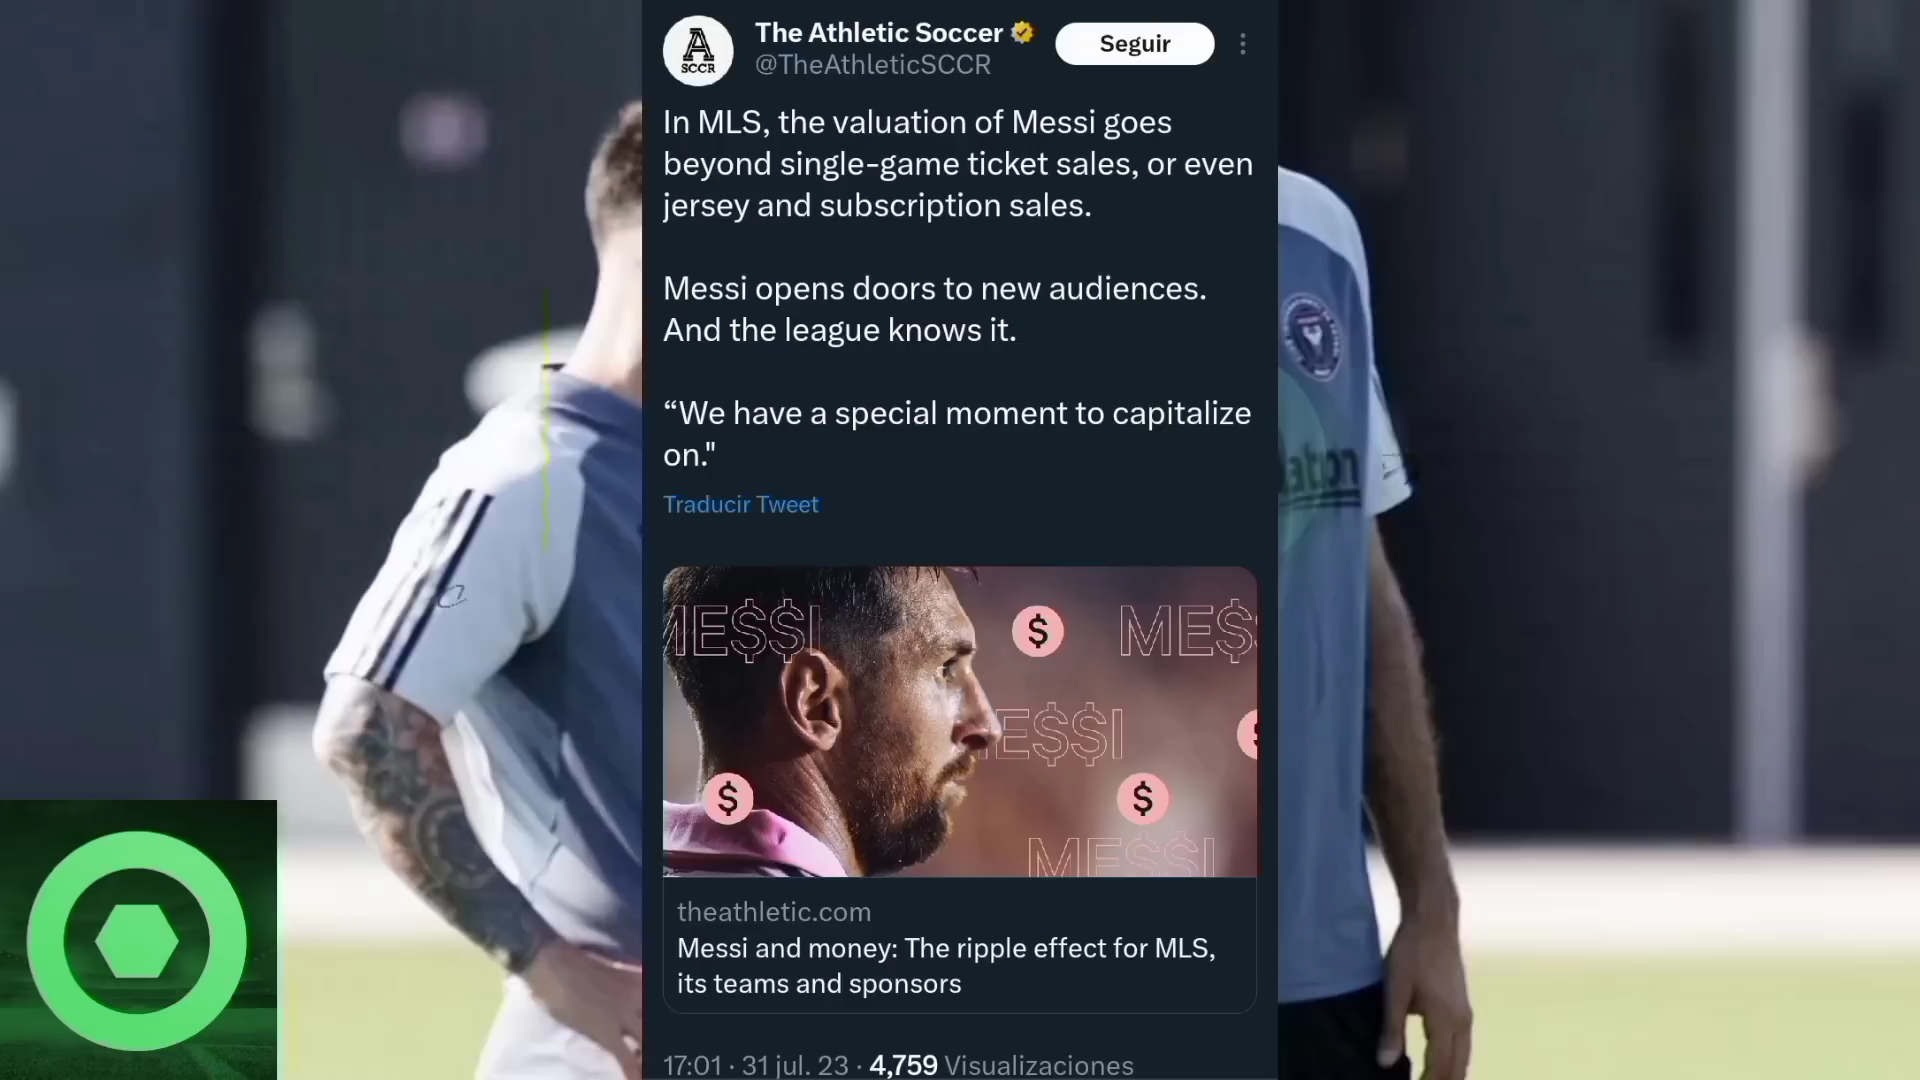 The Athletic Soccer
@TheAthleticSCCR
Seguir
A
SCCR
In MLS, the valuation of Messi goes
beyond single-game ticket sales, or even
jersey and subscription sales.
Messi opens doors to new audiences.
And the league knows it.
“We have a special moment to capitalize
on."
Traducir Tweet
ME$$I
$
ME$
E$$I
$
$
ME$$I
theathletic.com
Messi and money: The ripple effect for MLS,
its teams and sponsors
17:01 · 31 jul. 23 · 4,759 Visualizaciones